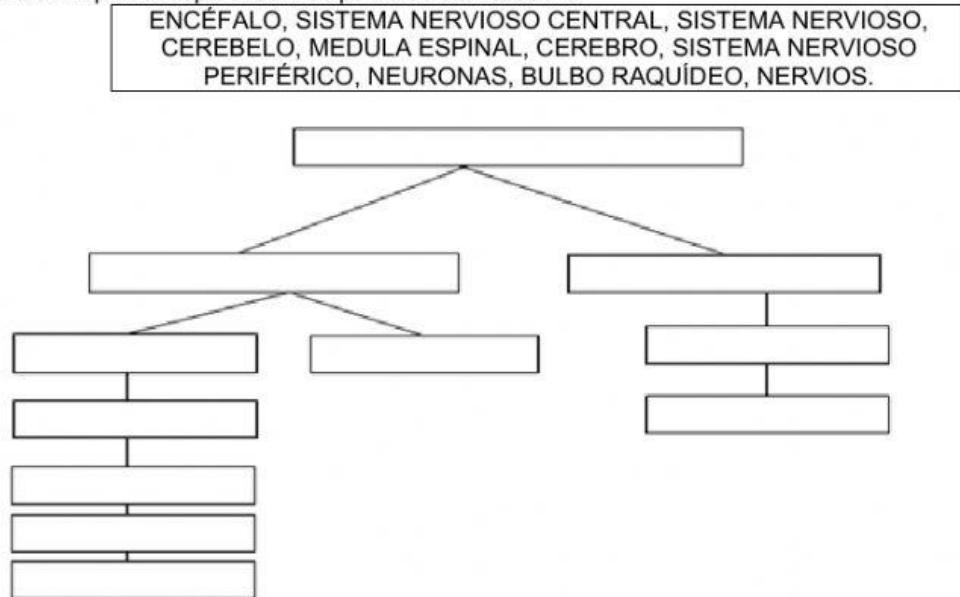 ENCÉFALO, SISTEMA NERVIOSO CENTRAL, SISTEMA NERVIOSO,
CEREBELO, MEDULA ESPINAL, CEREBRO, SISTEMA NERVIOSO
PERIFÉRICO, NEURONAS, BULBO RAQUÍDEO, NERVIOS.